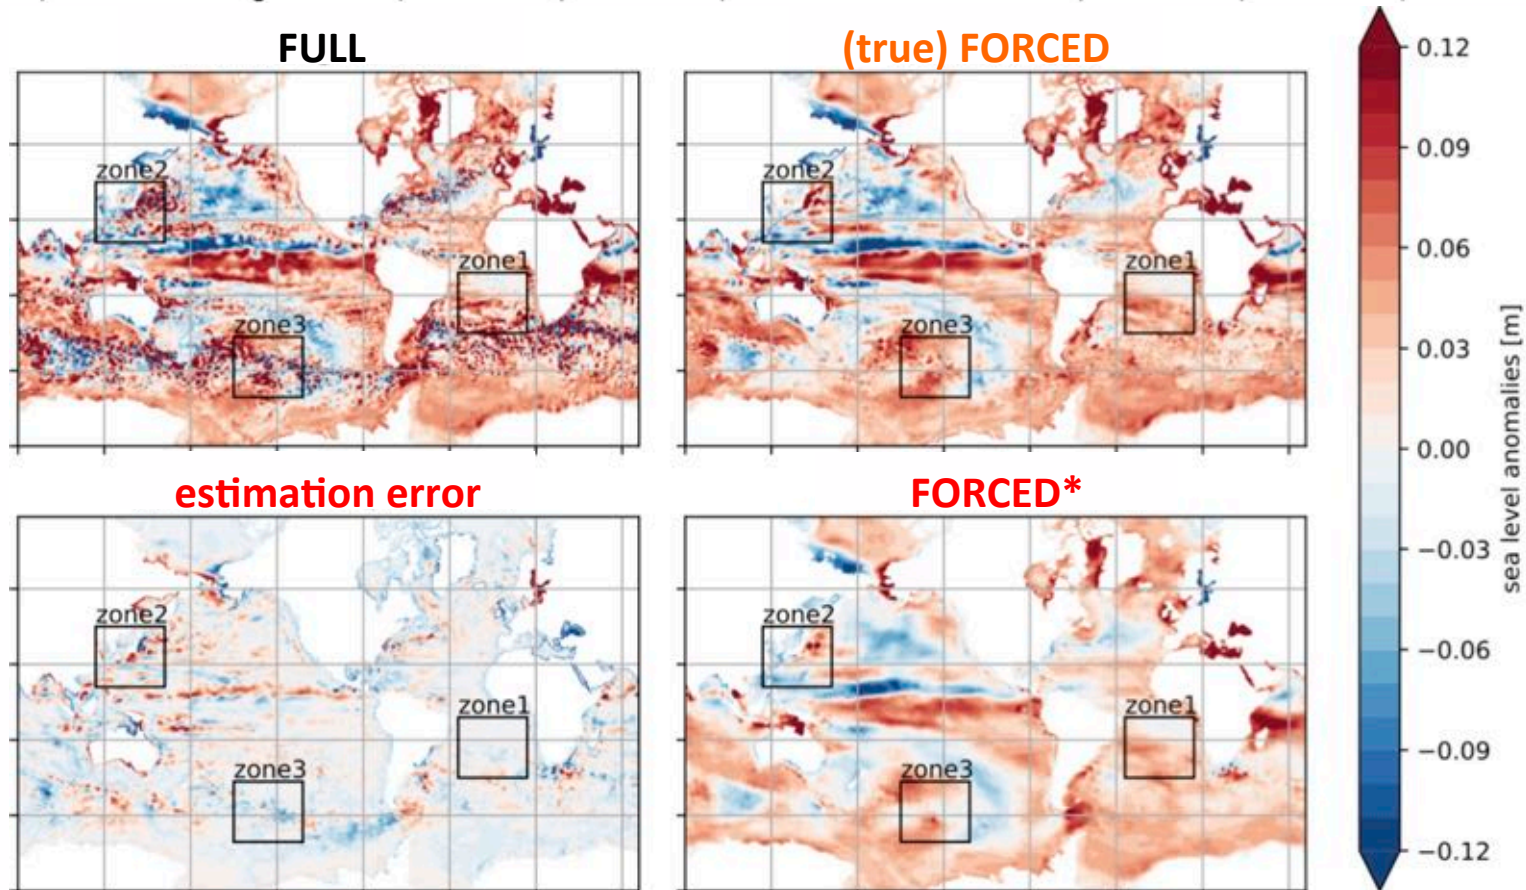 FULL
(true) FORCED
zone2
zone1
zone3
zone2
zone1
zone3
estimation error
FORCED*
zone2
zone1
zone3
zone2
zone1
zone3
0.12
0.09
0.06
0.03
0.00
−0.03
−0.06
−0.09
−0.12
sea level anomalies [m]